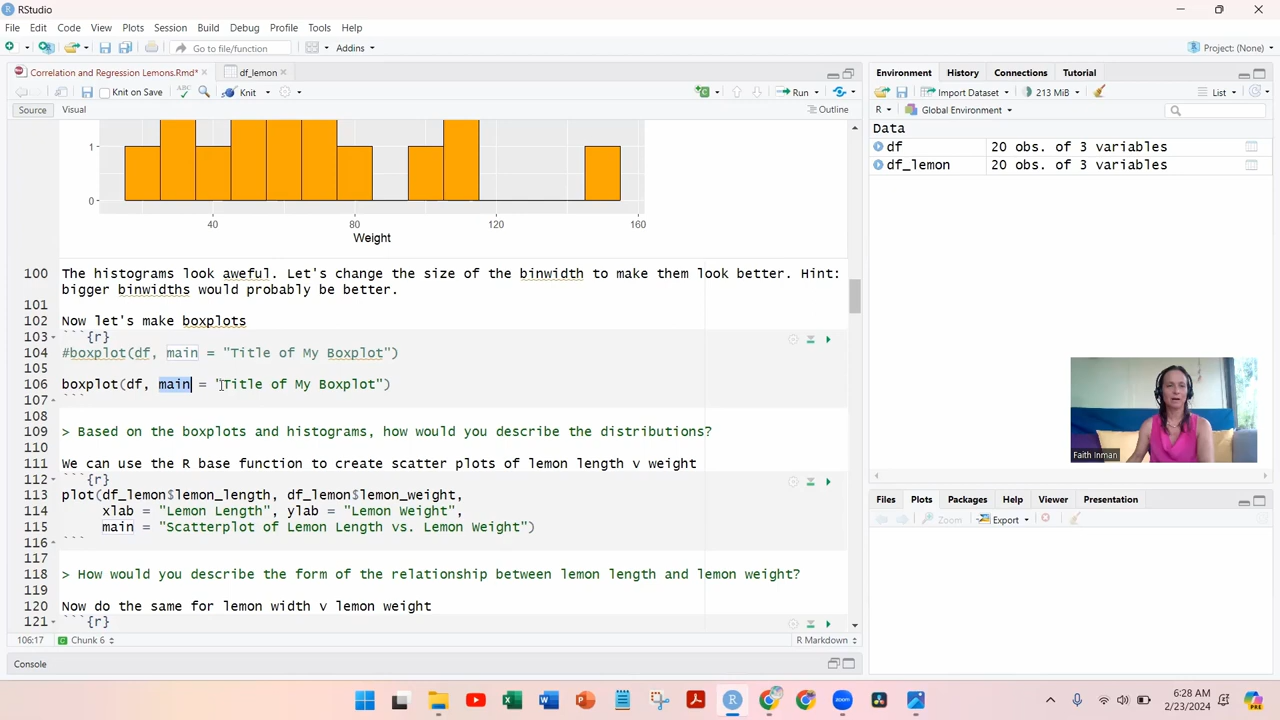 RStudio
File Edit Code View Plots Session Build Debug Profile Tools Help
Go to file/function Addins Project: (None)
Correlation and Regression Lemons.Rmd* df_lemon
Knit on Save ABC Knit Run
Source Visual Outline
1
0
40 80 120 160
Weight
100 The histograms look aweful. Let's change the size of the binwidth to make them look better. Hint:
bigger binwidths would probably be better.
101
102 Now let's make boxplots
103 ```{r}
104 #boxplot(df, main = "Title of My Boxplot")
105
106 boxplot(df, main = "Title of My Boxplot")
107 ```
108
109 > Based on the boxplots and histograms, how would you describe the distributions?
110
111 We can use the R base function to create scatter plots of lemon length v weight
112 ```{r}
113 plot(df_lemon$lemon_length, df_lemon$lemon_weight,
114 xlab = "Lemon Length", ylab = "Lemon Weight",
115 main = "Scatterplot of Lemon Length vs. Lemon Weight")
116 ```
117
118 > How would you describe the form of the relationship between lemon length and lemon weight?
119
120 Now do the same for lemon width v lemon weight
121 ```{r}
106:17 Chunk 6 R Markdown
Console
Environment History Connections Tutorial
Import Dataset 213 MiB List
R Global Environment
Data
df 20 obs. of 3 variables
df_lemon 20 obs. of 3 variables
Faith Inman
Files Plots Packages Help Viewer Presentation
Zoom Export
6:28 AM
2/23/2024
PRE